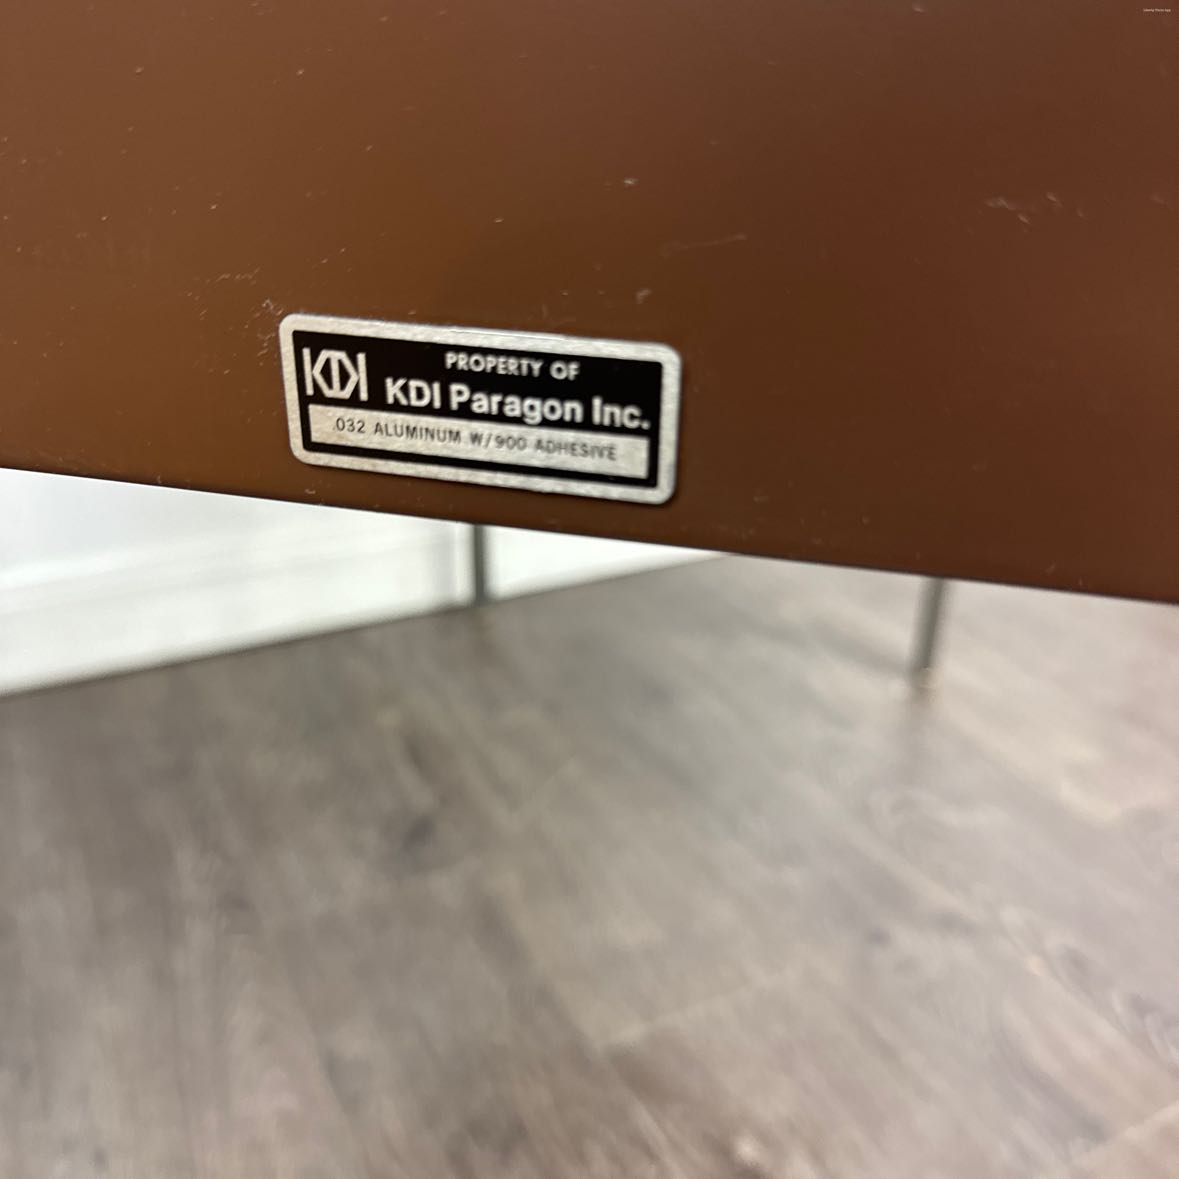 KDI
PROPERTY OF
KDI Paragon Inc.
.032 ALUMINUM W/900 ADHESIVE